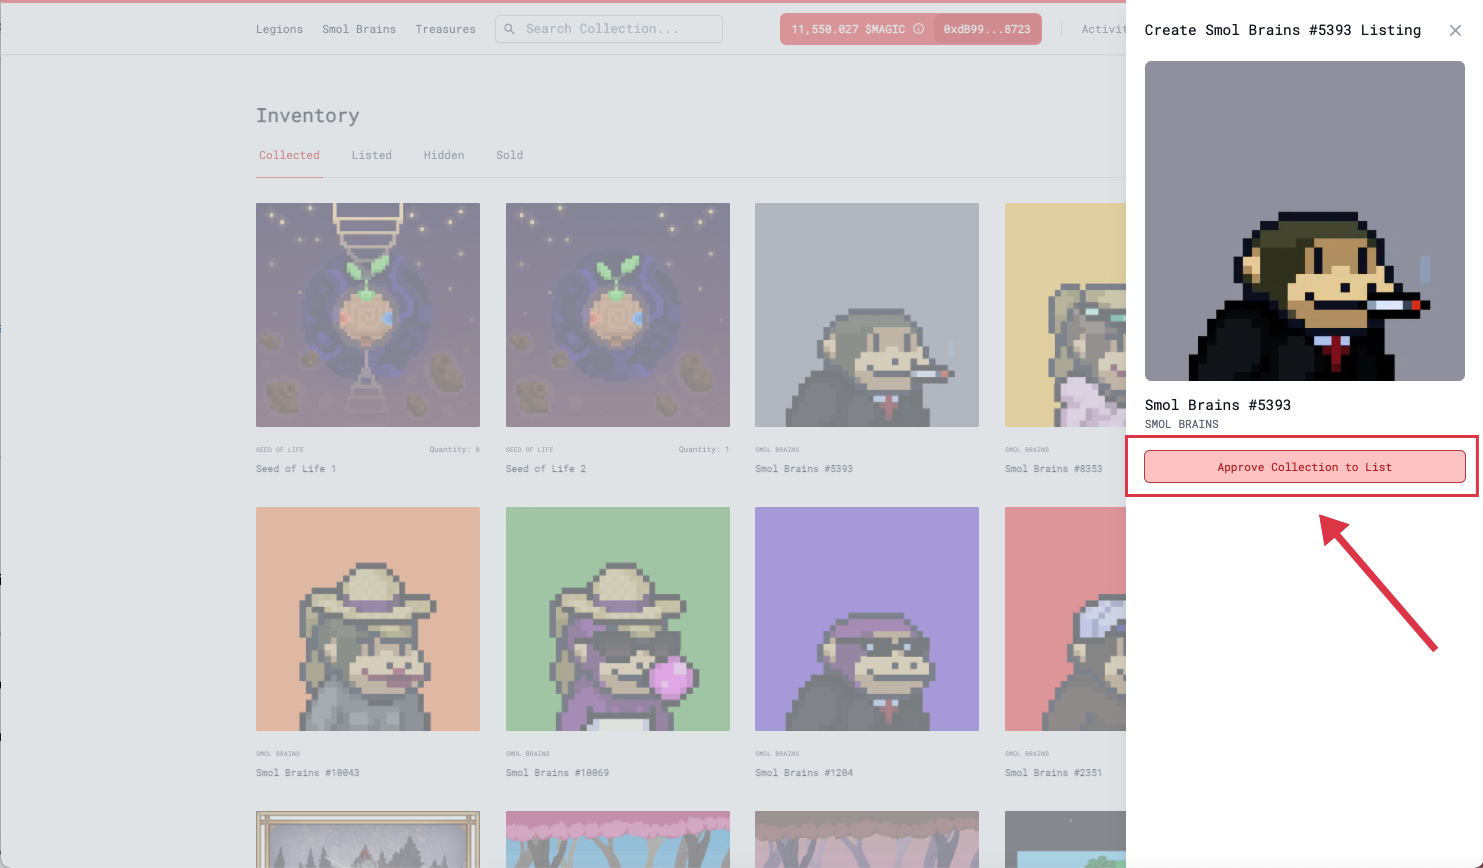 Legions Smol Brains Treasures Search Collection... 11,550.027 $MAGIC 0xdB99...8723 Activit
Create Smol Brains #5393 Listing
Inventory
Collected Listed Hidden Sold
SEED OF LIFE Quantity: 6
Seed of Life 1
SEED OF LIFE Quantity: 1
Seed of Life 2
SMOL BRAINS
Smol Brains #5393
SMOL BRAINS
Smol Brains #8353
SMOL BRAINS
Smol Brains #10043
SMOL BRAINS
Smol Brains #10069
SMOL BRAINS
Smol Brains #1204
SMOL BRAINS
Smol Brains #2351
Smol Brains #5393
SMOL BRAINS
Approve Collection to List